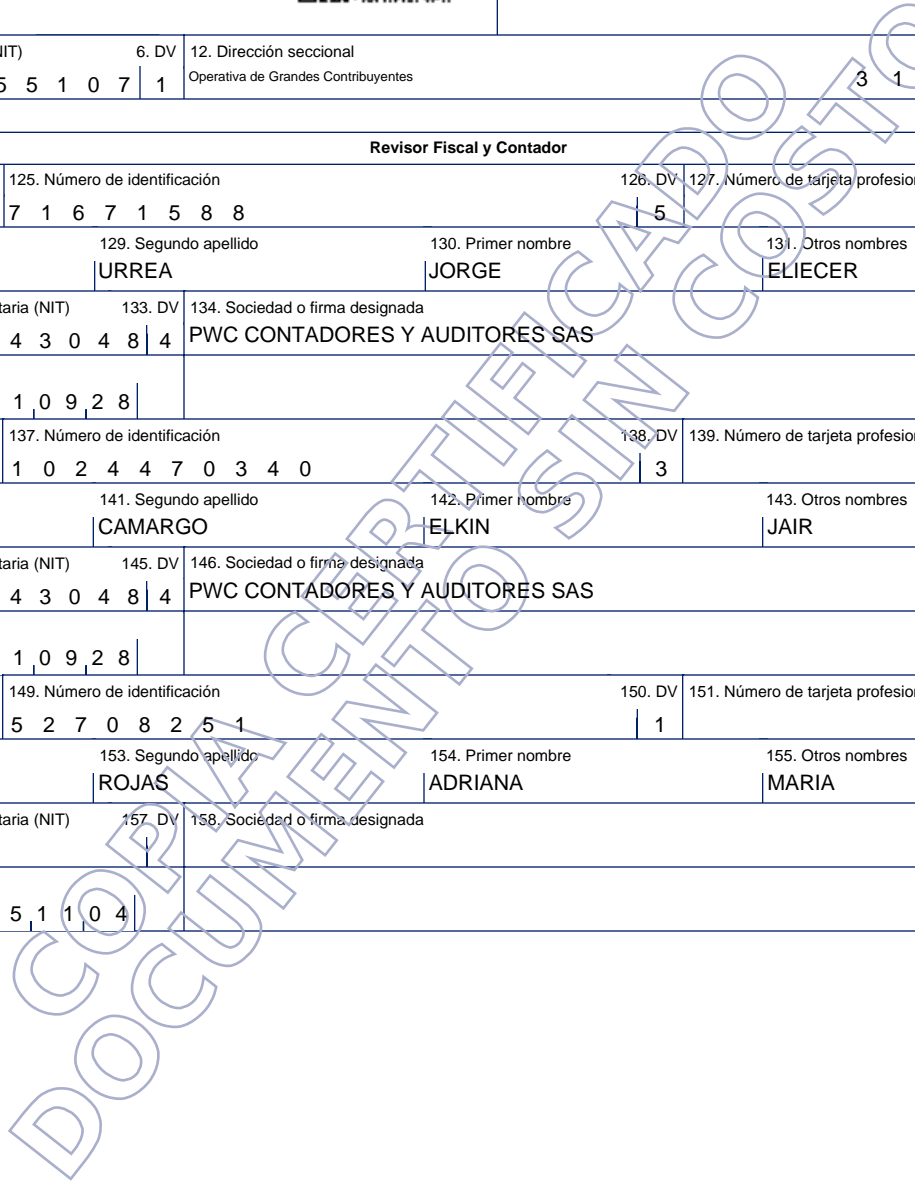 IT) 6. DV 12. Dirección seccional
5 5 1 0 7 1 Operativa de Grandes Contribuyentes 3 1
Revisor Fiscal y Contador
125. Número de identificación 126. DV 127. Número de tarjeta profesion
7 1 6 7 1 5 8 8 5
129. Segundo apellido 130. Primer nombre 131. Otros nombres
URREA JORGE ELIECER
taria (NIT) 133. DV 134. Sociedad o firma designada
4 3 0 4 8 4 PWC CONTADORES Y AUDITORES SAS
1 0 9 2 8
137. Número de identificación 138. DV 139. Número de tarjeta profesion
1 0 2 4 4 7 0 3 4 0 3
141. Segundo apellido 142. Primer nombre 143. Otros nombres
CAMARGO ELKIN JAIR
taria (NIT) 145. DV 146. Sociedad o firma designada
4 3 0 4 8 4 PWC CONTADORES Y AUDITORES SAS
1 0 9 2 8
149. Número de identificación 150. DV 151. Número de tarjeta profesion
5 2 7 0 8 2 5 1 1
153. Segundo apellido 154. Primer nombre 155. Otros nombres
ROJAS ADRIANA MARIA
taria (NIT) 157. DV 158. Sociedad o firma designada
5 1 1 0 4
COPIA CERTIFICADO
DOCUMENTO SIN COSTO